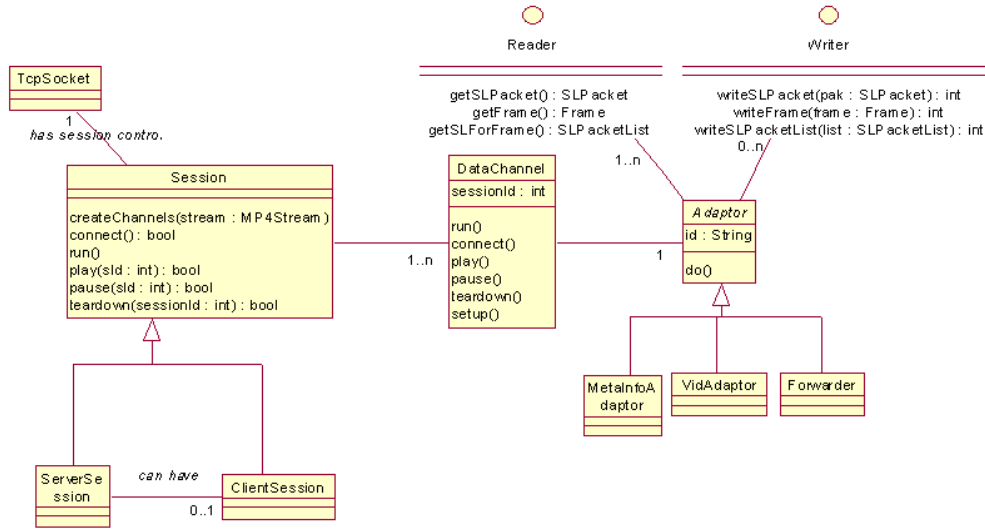 Reader
Writer
getSLPacket() : SLPacket
getFrame() : Frame
getSLForFrame() : SLPacketList
1..n
writeSLPacket(pak : SLPacket) : int
writeFrame(frame : Frame) : int
writeSLPacketList(list : SLPacketList) : int
0..n
TcpSocket
1
has session contro.
Session
createChannels(stream : MP4Stream)
connect() : bool
run()
play(sId : int) : bool
pause(sId : int) : bool
teardown(sessionId : int) : bool
1..n
DataChannel
sessionId : int
run()
connect()
play()
pause()
teardown()
setup()
1
Adaptor
id : String
do()
MetaInfoA
daptor
VidAdaptor
Forwarder
ServerSe
ssion
can have
0..1
ClientSession